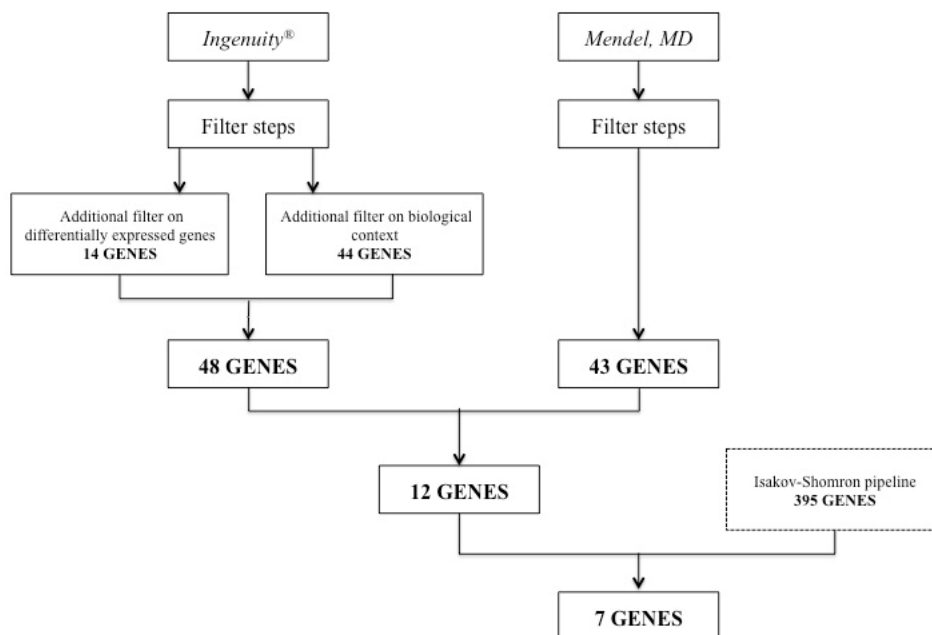 Ingenuity®
Mendel, MD
Filter steps
Filter steps
Additional filter on
differentially expressed genes
14 GENES
Additional filter on biological
context
44 GENES
48 GENES
43 GENES
12 GENES
Isakov-Shomron pipeline
395 GENES
7 GENES